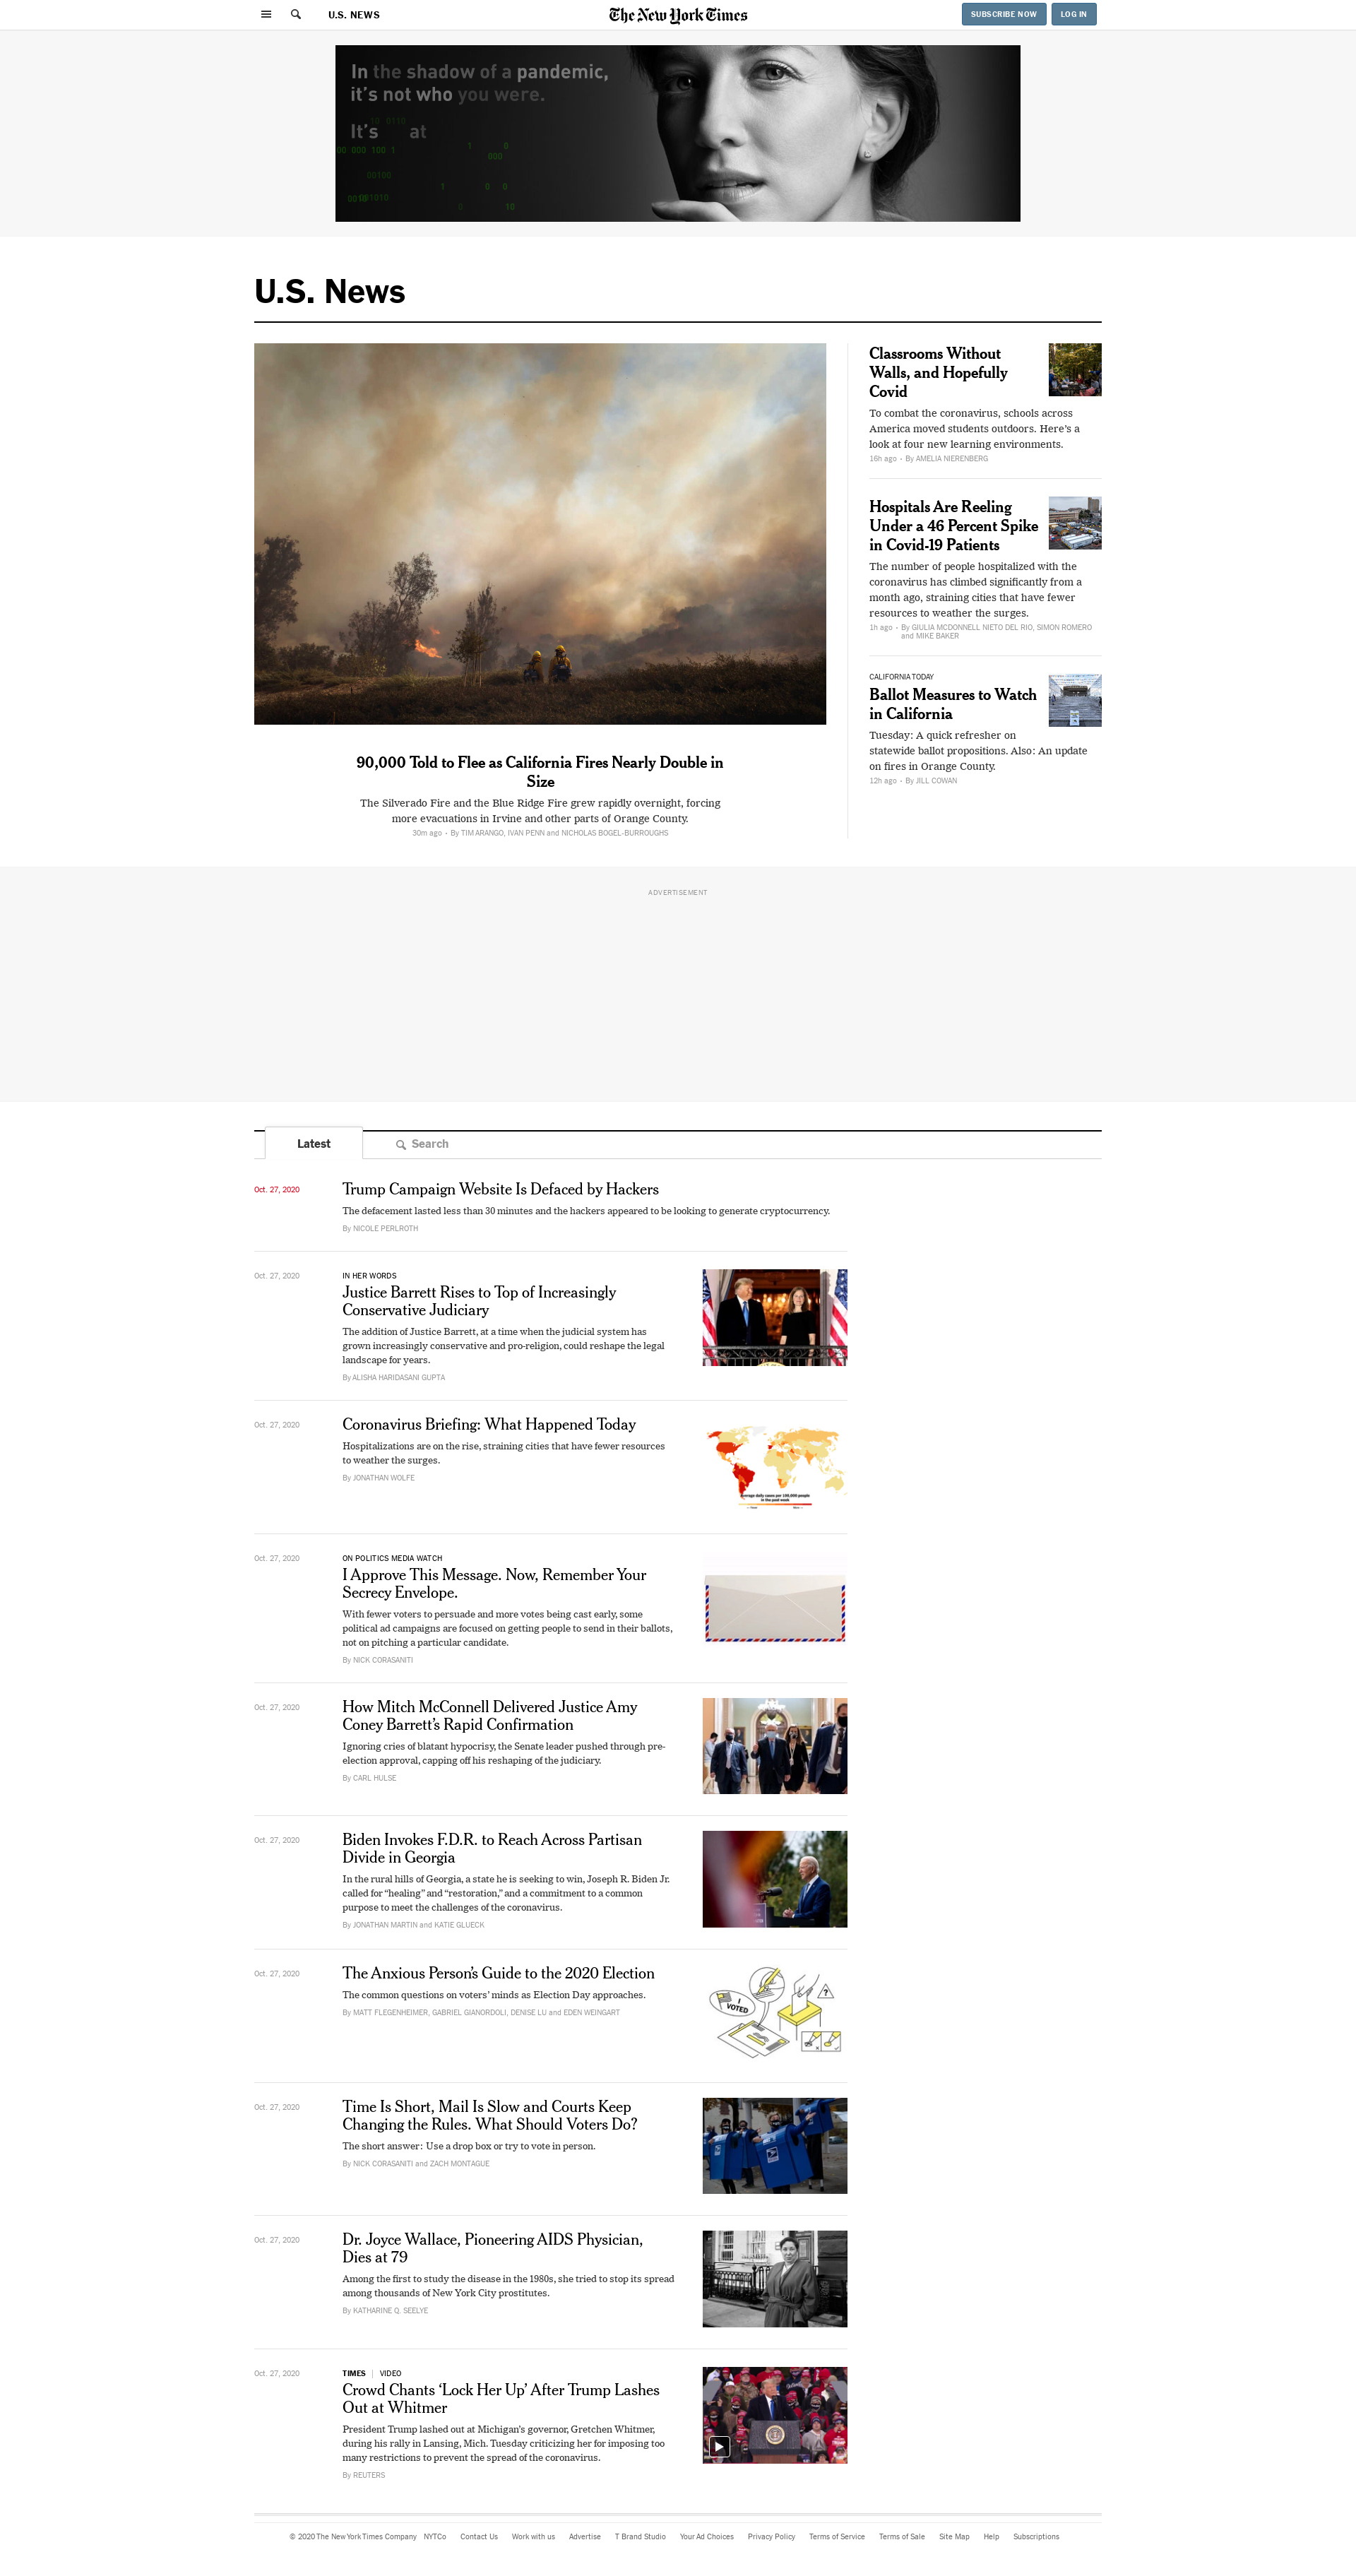 U.S. NEWS
The New York Times
SUBSCRIBE NOW
LOG IN
In the shadow of a pandemic,
it's not who you were.
It's at
U.S. News
90,000 Told to Flee as California Fires Nearly Double in
Size
The Silverado Fire and the Blue Ridge Fire grew rapidly overnight, forcing
more evacuations in Irvine and other parts of Orange County.
30m ago • By TIM ARANGO, IVAN PENN and NICHOLAS BOGEL-BURROUGHS
Classrooms Without
Walls, and Hopefully
Covid
To combat the coronavirus, schools across
America moved students outdoors. Here's a
look at four new learning environments.
16h ago • By AMELIA NIERENBERG
Hospitals Are Reeling
Under a 46 Percent Spike
in Covid-19 Patients
The number of people hospitalized with the
coronavirus has climbed significantly from a
month ago, straining cities that have fewer
resources to weather the surges.
1h ago • By GIULIA MCDONNELL NIETO DEL RIO, SIMON ROMERO
and MIKE BAKER
CALIFORNIA TODAY
Ballot Measures to Watch
in California
Tuesday: A quick refresher on
statewide ballot propositions. Also: An update
on fires in Orange County.
12h ago • By JILL COWAN
ADVERTISEMENT
Latest
Search
Oct. 27, 2020
Trump Campaign Website Is Defaced by Hackers
The defacement lasted less than 30 minutes and the hackers appeared to be looking to generate cryptocurrency.
By NICOLE PERLROTH
Oct. 27, 2020
IN HER WORDS
Justice Barrett Rises to Top of Increasingly
Conservative Judiciary
The addition of Justice Barrett, at a time when the judicial system has
grown increasingly conservative and pro-religion, could reshape the legal
landscape for years.
By ALISHA HARIDASANI GUPTA
Oct. 27, 2020
Coronavirus Briefing: What Happened Today
Hospitalizations are on the rise, straining cities that have fewer resources
to weather the surges.
By JONATHAN WOLFE
Average daily cases per 100,000 people
in the past week
Oct. 27, 2020
ON POLITICS MEDIA WATCH
I Approve This Message. Now, Remember Your
Secrecy Envelope.
With fewer voters to persuade and more votes being cast early, some
political ad campaigns are focused on getting people to send in their ballots,
not on pitching a particular candidate.
By NICK CORASANITI
Oct. 27, 2020
How Mitch McConnell Delivered Justice Amy
Coney Barrett's Rapid Confirmation
Ignoring cries of blatant hypocrisy, the Senate leader pushed through pre-
election approval, capping off his reshaping of the judiciary.
By CARL HULSE
Oct. 27, 2020
Biden Invokes F.D.R. to Reach Across Partisan
Divide in Georgia
In the rural hills of Georgia, a state he is seeking to win, Joseph R. Biden Jr.
called for “healing” and “restoration,” and a commitment to a common
purpose to meet the challenges of the coronavirus.
By JONATHAN MARTIN and KATIE GLUECK
Oct. 27, 2020
The Anxious Person's Guide to the 2020 Election
The common questions on voters' minds as Election Day approaches.
By MATT FLEGENHEIMER, GABRIEL GIANORDOLI, DENISE LU and EDEN WEINGART
I
VOTED
?
Oct. 27, 2020
Time Is Short, Mail Is Slow and Courts Keep
Changing the Rules. What Should Voters Do?
The short answer: Use a drop box or try to vote in person.
By NICK CORASANITI and ZACH MONTAGUE
Oct. 27, 2020
Dr. Joyce Wallace, Pioneering AIDS Physician,
Dies at 79
Among the first to study the disease in the 1980s, she tried to stop its spread
among thousands of New York City prostitutes.
By KATHARINE Q. SEELYE
Oct. 27, 2020
TIMES | VIDEO
Crowd Chants ‘Lock Her Up’ After Trump Lashes
Out at Whitmer
President Trump lashed out at Michigan's governor, Gretchen Whitmer,
during his rally in Lansing, Mich. Tuesday criticizing her for imposing too
many restrictions to prevent the spread of the coronavirus.
By REUTERS
© 2020 The New York Times Company NYTCo Contact Us Work with us Advertise T Brand Studio Your Ad Choices Privacy Policy Terms of Service Terms of Sale Site Map Help Subscriptions